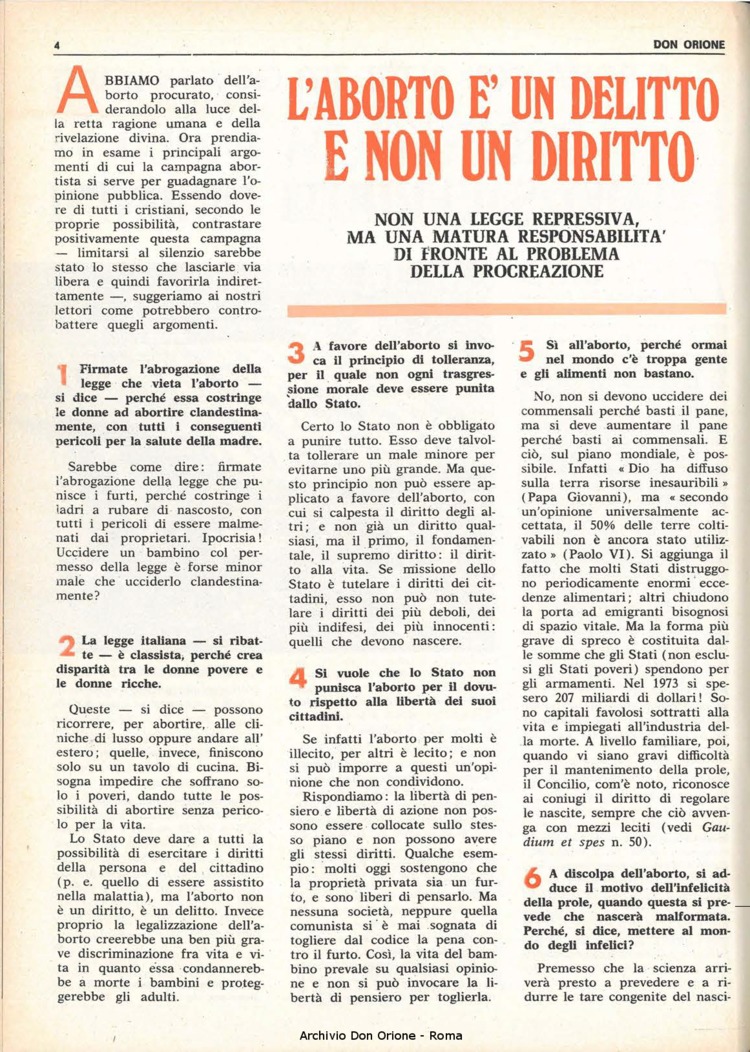 4
DON ORIONE
ABBIAMO parlato dell'a-
borto procurato, consi-
derandolo alla luce del-
la retta ragione umana e della
rivelazione divina. Ora prendia-
mo in esame i principali argo-
menti di cui la campagna abor-
tista si serve per guadagnare l'o-
pinione pubblica. Essendo dove-
re di tutti i cristiani, secondo le
proprie possibilità, contrastare
positivamente questa campagna
— limitarsi al silenzio sarebbe
stato lo stesso che lasciarle via
libera e quindi favorirla indiret-
tamente —, suggeriamo ai nostri
lettori come potrebbero contro-
battere quegli argomenti.
L'ABORTO E' UN DELITTO
E NON UN DIRITTO
NON UNA LEGGE REPRESSIVA,
MA UNA MATURA RESPONSABILITA'
DI FRONTE AL PROBLEMA
DELLA PROCREAZIONE
1 Firmate l'abrogazione della
legge che vieta l'aborto —
si dice — perché essa costringe
le donne ad abortire clandestina-
mente, con tutti i conseguenti
pericoli per la salute della madre.
Sarebbe come dire: firmate
l'abrogazione della legge che pu-
nisce i furti, perché costringe i
ladri a rubare di nascosto, con
tutti i pericoli di essere malme-
nati dai proprietari. Ipocrisia!
Uccidere un bambino col per-
messo della legge è forse minor
male che ucciderlo clandestina-
mente?
2 La legge italiana — si ribat-
te — è classista, perché crea
disparità tra le donne povere e
le donne ricche.
Queste — si dice — possono
ricorrere, per abortire, alle cli-
niche di lusso oppure andare all'
estero; quelle, invece, finiscono
solo su un tavolo di cucina. Bi-
sogna impedire che soffrano so-
lo i poveri, dando tutte le pos-
sibilità di abortire senza perico-
lo per la vita.
Lo Stato deve dare a tutti la
possibilità di esercitare i diritti
della persona e del cittadino
(p. e. quello di essere assistito
nella malattia), ma l'aborto non
è un diritto, è un delitto. Invece
proprio la legalizzazione dell'a-
borto creerebbe una ben più gra-
ve discriminazione fra vita e vi-
ta in quanto essa condannereb-
be a morte i bambini e proteg-
gerebbe gli adulti.
3 A favore dell'aborto si invo-
ca il principio di tolleranza,
per il quale non ogni trasgres-
sione morale deve essere punita
dallo Stato.
Certo lo Stato non è obbligato
a punire tutto. Esso deve talvol-
ta tollerare un male minore per
evitarne uno più grande. Ma que-
sto principio non può essere ap-
plicato a favore dell'aborto, con
cui si calpesta il diritto degli al-
tri; e non già un diritto qual-
siasi, ma il primo, il fondamen-
tale, il supremo diritto: il dirit-
to alla vita. Se missione dello
Stato è tutelare i diritti dei cit-
tadini, esso non può non tute-
lare i diritti dei più deboli, dei
più indifesi, dei più innocenti:
quelli che devono nascere.
4 Si vuole che lo Stato non
punisca l'aborto per il dovu-
to rispetto alla libertà dei suoi
cittadini.
Se infatti l'aborto per molti è
illecito, per altri è lecito; e non
si può imporre a questi un'opi-
nione che non condividono.
Rispondiamo: la libertà di pen-
siero e libertà di azione non pos-
sono essere collocate sullo stes-
so piano e non possono avere
gli stessi diritti. Qualche esem-
pio: molti oggi sostengono che
la proprietà privata sia un fur-
to, e sono liberi di pensarlo. Ma
nessuna società, neppure quella
comunista si è mai sognata di
togliere dal codice la pena con-
tro il furto. Così, la vita del bam-
bino prevale su qualsiasi opinio-
ne e non si può invocare la li-
bertà di pensiero per toglierla.
5 Sì all'aborto, perché ormai
nel mondo c'è troppa gente
e gli alimenti non bastano.
No, non si devono uccidere dei
commensali perché basti il pane,
ma si deve aumentare il pane
perché basti ai commensali. E
ciò, sul piano mondiale, è pos-
sibile. Infatti « Dio ha diffuso
sulla terra risorse inesauribili »
(Papa Giovanni), ma « secondo
un'opinione universalmente ac-
cettata, il 50% delle terre colti-
vabili non è ancora stato utiliz-
zato » (Paolo VI). Si aggiunga il
fatto che molti Stati distruggo-
no periodicamente enormi ecce-
denze alimentari; altri chiudono
la porta ad emigranti bisognosi
di spazio vitale. Ma la forma più
grave di spreco è costituita dal-
le somme che gli Stati (non esclu-
si gli Stati poveri) spendono per
gli armamenti. Nel 1973 si spe-
sero 207 miliardi di dollari! So-
no capitali favolosi sottratti alla
vita e impiegati all'industria del-
la morte. A livello familiare, poi,
quando vi siano gravi difficoltà
per il mantenimento della prole,
il Concilio, com'è noto, riconosce
ai coniugi il diritto di regolare
le nascite, sempre che ciò avven-
ga con mezzi leciti (vedi Gau-
dium et spes n. 50).
6 A discolpa dell'aborto, si ad-
duce il motivo dell'infelicità
della prole, quando questa si pre-
vede che nascerà malformata.
Perché, si dice, mettere al mon-
do degli infelici?
Premesso che la scienza arri-
verà presto a prevedere e a ri-
durre le tare congenite del nasci-
Archivio Don Orione - Roma